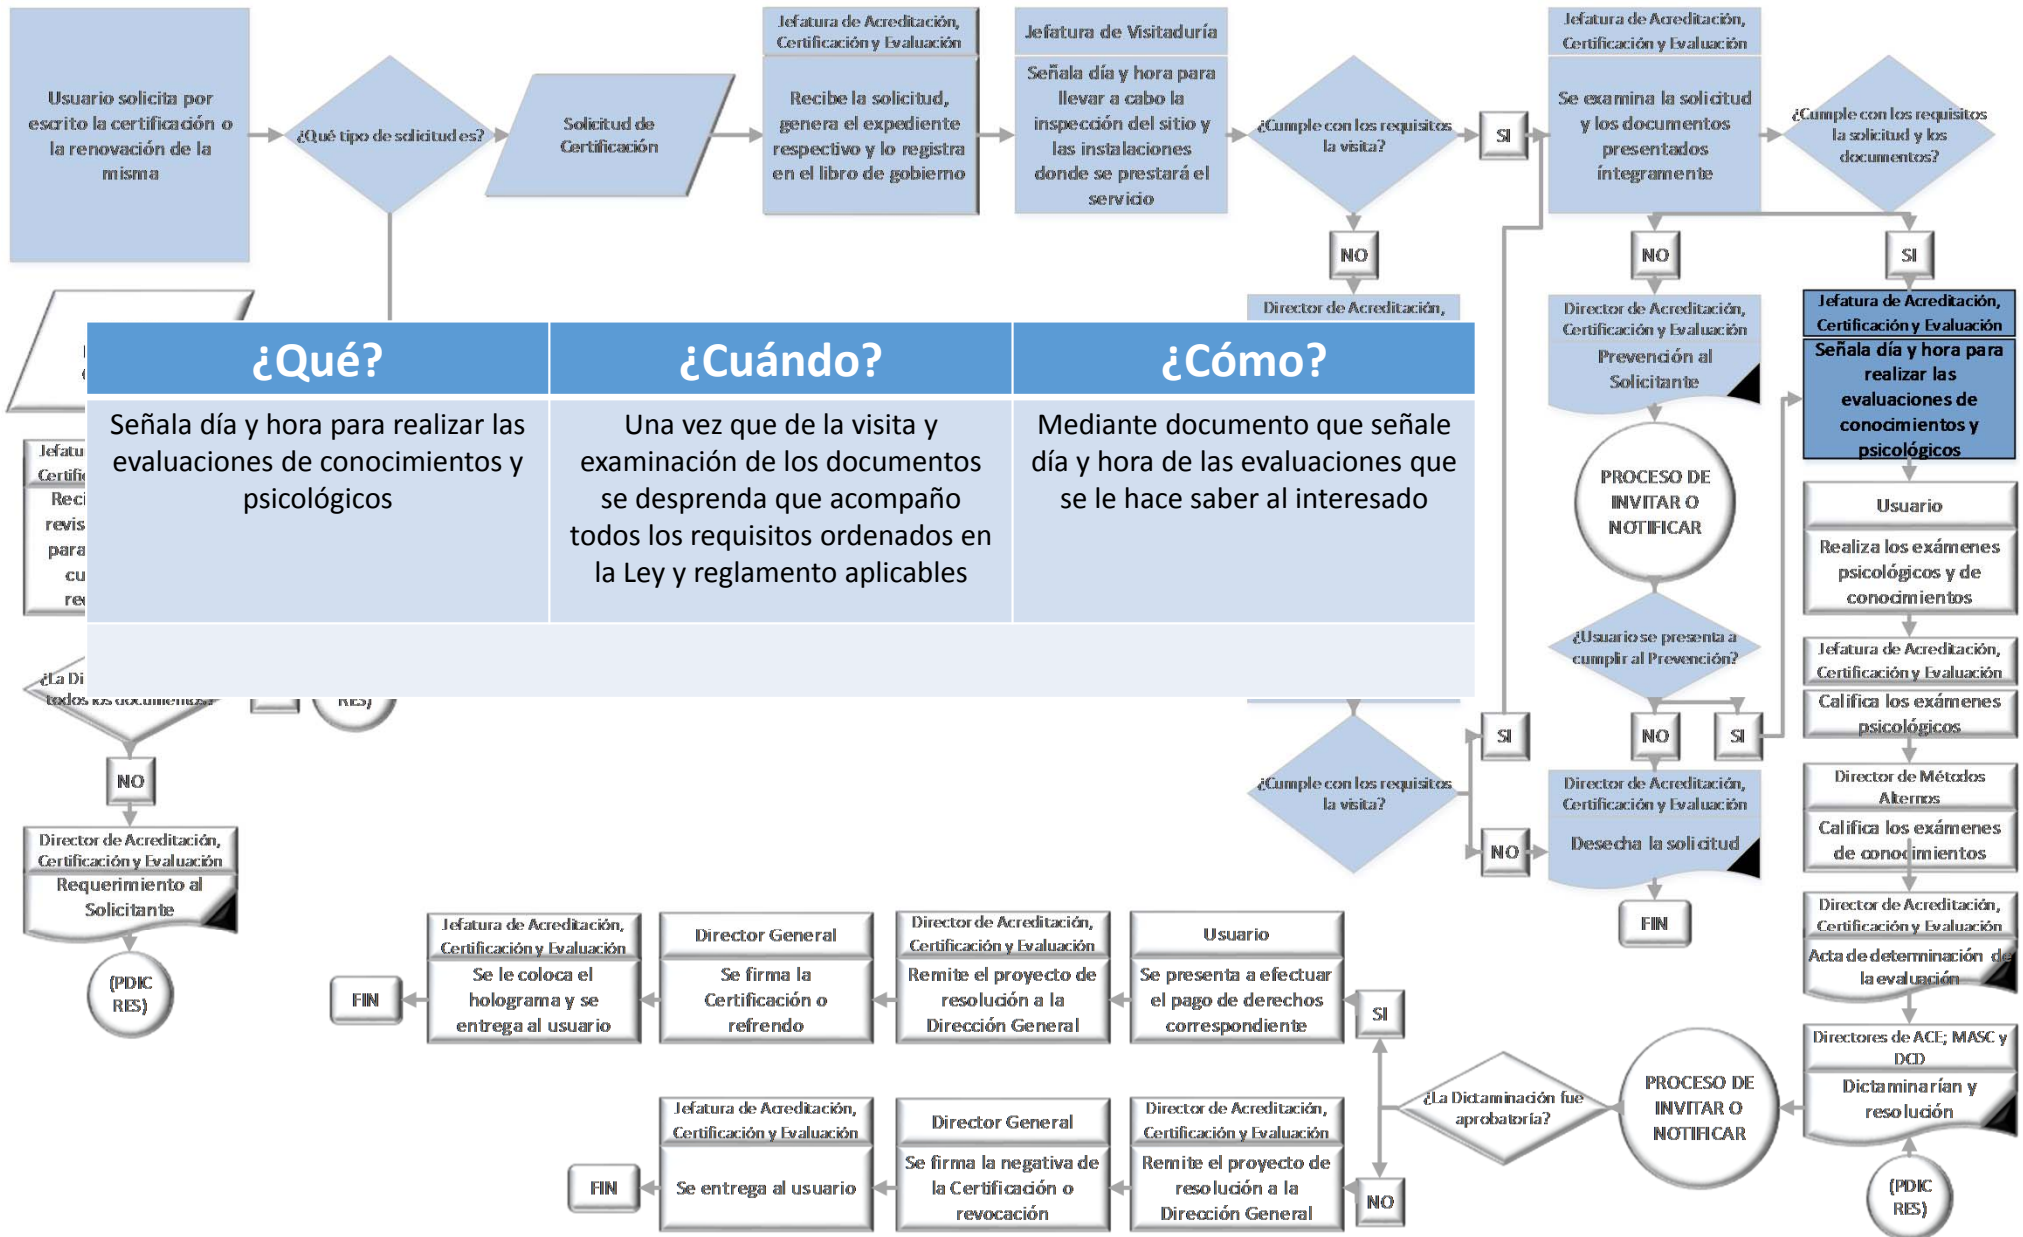 Usuario solicita por
escrito la certificación o
la renovación de la
misma
¿Qué tipo de solicitud es?
Solicitud de
Certificación
Jefatura de Acreditación,
Certificación y Evaluación
Recibe la solicitud,
genera el expediente
respectivo y lo registra
en el libro de gobierno
Jefatura de Visitaduría
Señala día y hora para
llevar a cabo la
inspección del sitio y
las instalaciones
donde se prestará el
servicio
¿Cumple con los requisitos
la visita?
SI
NO
Jefatura de Acreditación,
Certificación y Evaluación
Se examina la solicitud
y los documentos
presentados
íntegramente
¿Cumple con los requisitos
la solicitud y los
documentos?
NO
SI
Director de Acreditación,
Director de Acreditación,
Certificación y Evaluación
Prevención al
Solicitante
PROCESO DE
INVITAR O
NOTIFICAR
¿Usuario se presenta a
cumplir al Prevención?
NO
SI
Director de Acreditación,
Certificación y Evaluación
Desecha la solicitud
FIN
Jefatura de Acreditación,
Certificación y Evaluación
Señala día y hora para
realizar las
evaluaciones de
conocimientos y
psicológicos
Usuario
Realiza los exámenes
psicológicos y de
conocimientos
Jefatura de Acreditación,
Certificación y Evaluación
Califica los exámenes
psicológicos
Director de Métodos
Alternos
Califica los exámenes
de conocimientos
Director de Acreditación,
Certificación y Evaluación
Acta de determinación de
la evaluación
Directores de ACE; MASC y
DCD
Dictaminarían y
resolución
(PDIC
RES)
¿Qué?
¿Cuándo?
¿Cómo?
Señala día y hora para realizar las
evaluaciones de conocimientos y
psicológicos
Una vez que de la visita y
examinación de los documentos
se desprenda que acompaño
todos los requisitos ordenados en
la Ley y reglamento aplicables
Mediante documento que señale
día y hora de las evaluaciones que
se le hace saber al interesado
Jefatu
Certific
Reci
revis
para
cu
re
¿La Di
todos los documentos?
RES)
NO
Director de Acreditación,
Certificación y Evaluación
Requerimiento al
Solicitante
(PDIC
RES)
¿Cumple con los requisitos
la visita?
SI
NO
PROCESO DE
INVITAR O
NOTIFICAR
¿La Dictaminación fue
aprobatoría?
SI
NO
Usuario
Se presenta a efectuar
el pago de derechos
correspondiente
Director de Acreditación,
Certificación y Evaluación
Remite el proyecto de
resolución a la
Dirección General
Director General
Se firma la
Certificación o
refrendo
Jefatura de Acreditación,
Certificación y Evaluación
Se le coloca el
holograma y se
entrega al usuario
FIN
Director de Acreditación,
Certificación y Evaluación
Remite el proyecto de
resolución a la
Dirección General
Director General
Se firma la negativa de
la Certificación o
revocación
Jefatura de Acreditación,
Certificación y Evaluación
Se entrega al usuario
FIN